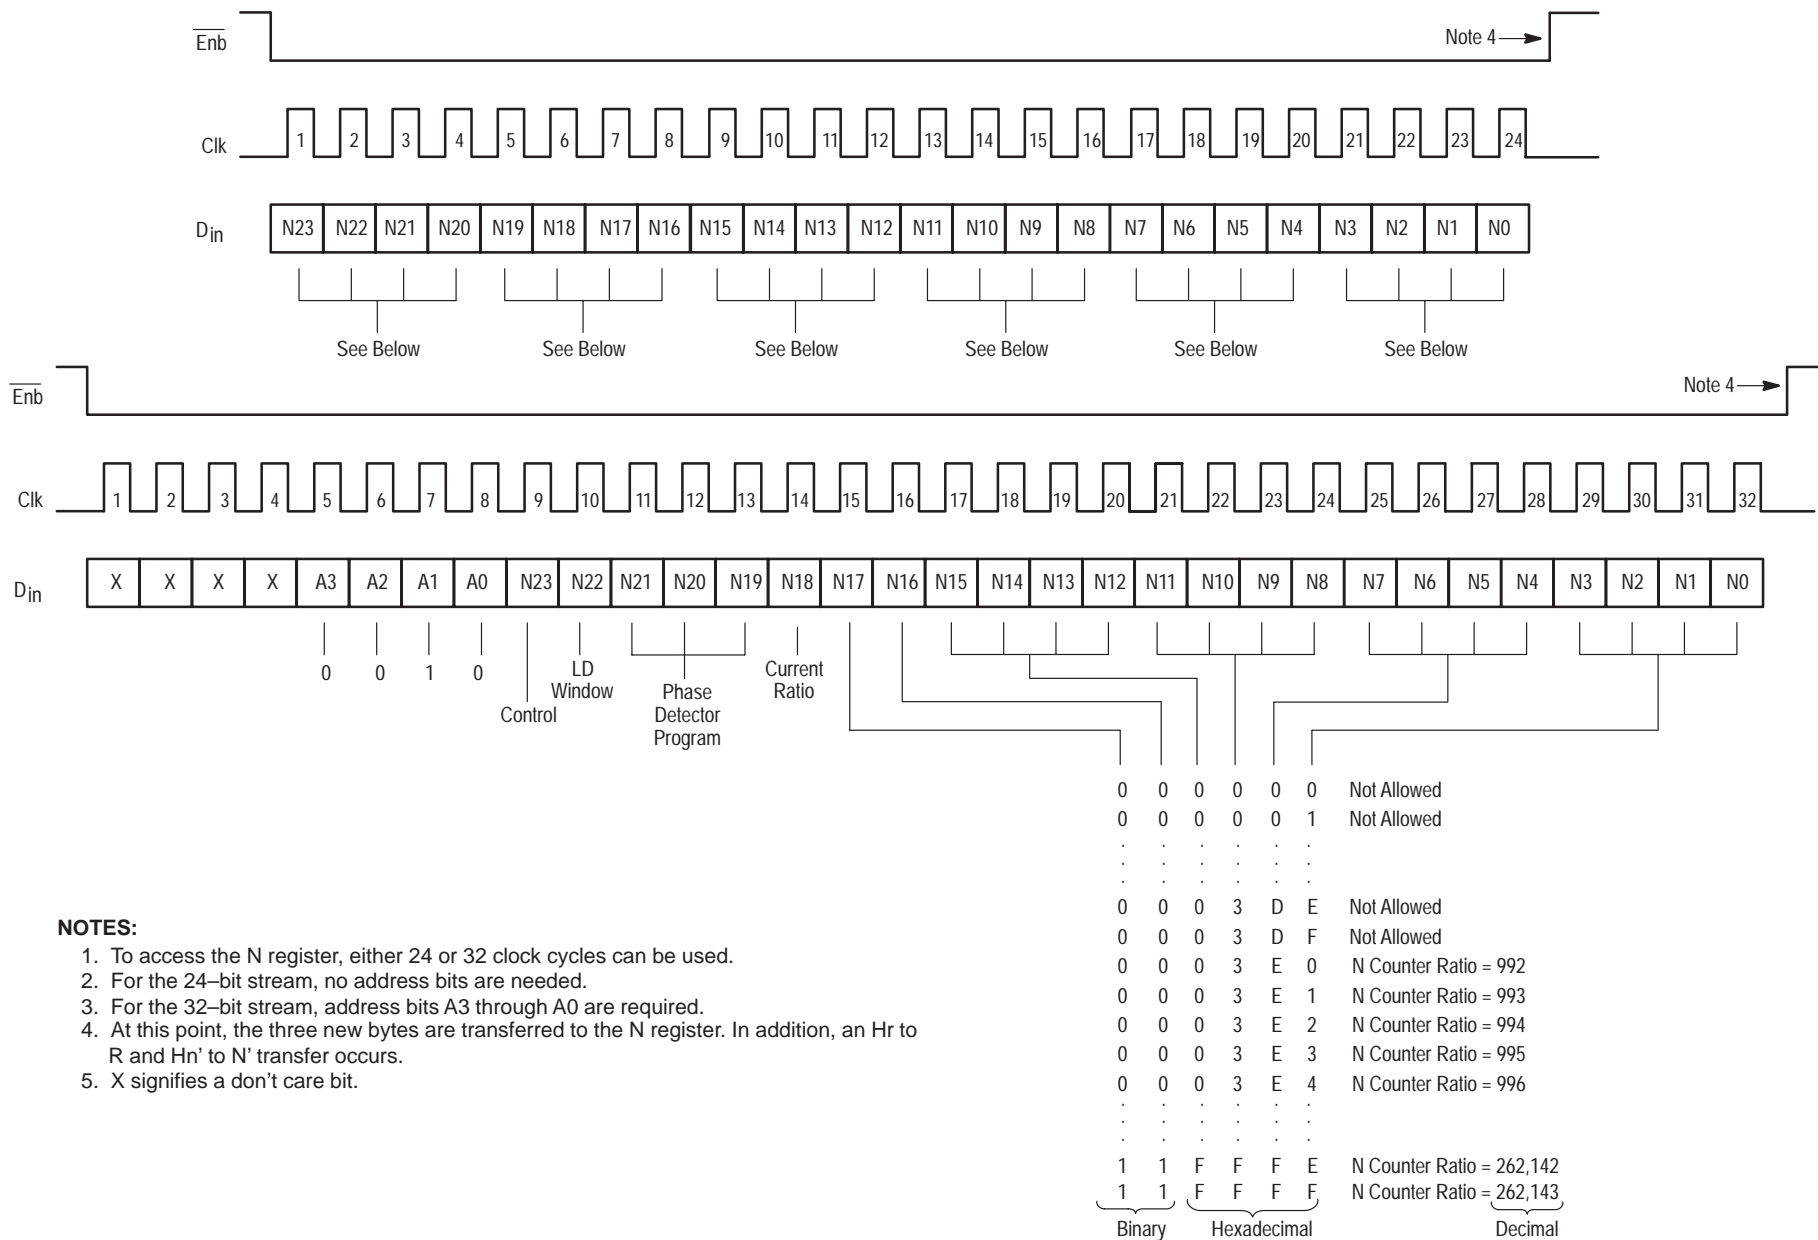 Enb
Note 4
Clk
1 2 3 4 5 6 7 8 9 10 11 12 13 14 15 16 17 18 19 20 21 22 23 24
Din
N23 N22 N21 N20 N19 N18 N17 N16 N15 N14 N13 N12 N11 N10 N9 N8 N7 N6 N5 N4 N3 N2 N1 N0
See Below See Below See Below See Below See Below See Below
Enb
Note 4
Clk
1 2 3 4 5 6 7 8 9 10 11 12 13 14 15 16 17 18 19 20 21 22 23 24 25 26 27 28 29 30 31 32
Din
X X X X A3 A2 A1 A0 N23 N22 N21 N20 N19 N18 N17 N16 N15 N14 N13 N12 N11 N10 N9 N8 N7 N6 N5 N4 N3 N2 N1 N0
0 0 1 0
Control
LD
Window
Phase
Detector
Program
Current
Ratio
0 0 0 0 0 0 Not Allowed
0 0 0 0 0 1 Not Allowed
. . . . . .
. . . . . .
. . . . . .
0 0 0 3 D E Not Allowed
0 0 0 3 D F Not Allowed
0 0 0 3 E 0 N Counter Ratio = 992
0 0 0 3 E 1 N Counter Ratio = 993
0 0 0 3 E 2 N Counter Ratio = 994
0 0 0 3 E 3 N Counter Ratio = 995
0 0 0 3 E 4 N Counter Ratio = 996
. . . . . .
. . . . . .
. . . . . .
1 1 F F F E N Counter Ratio = 262,142
1 1 F F F F N Counter Ratio = 262,143
Binary Hexadecimal Decimal
NOTES:
1. To access the N register, either 24 or 32 clock cycles can be used.
2. For the 24–bit stream, no address bits are needed.
3. For the 32–bit stream, address bits A3 through A0 are required.
4. At this point, the three new bytes are transferred to the N register. In addition, an Hr to
R and Hn' to N' transfer occurs.
5. X signifies a don't care bit.